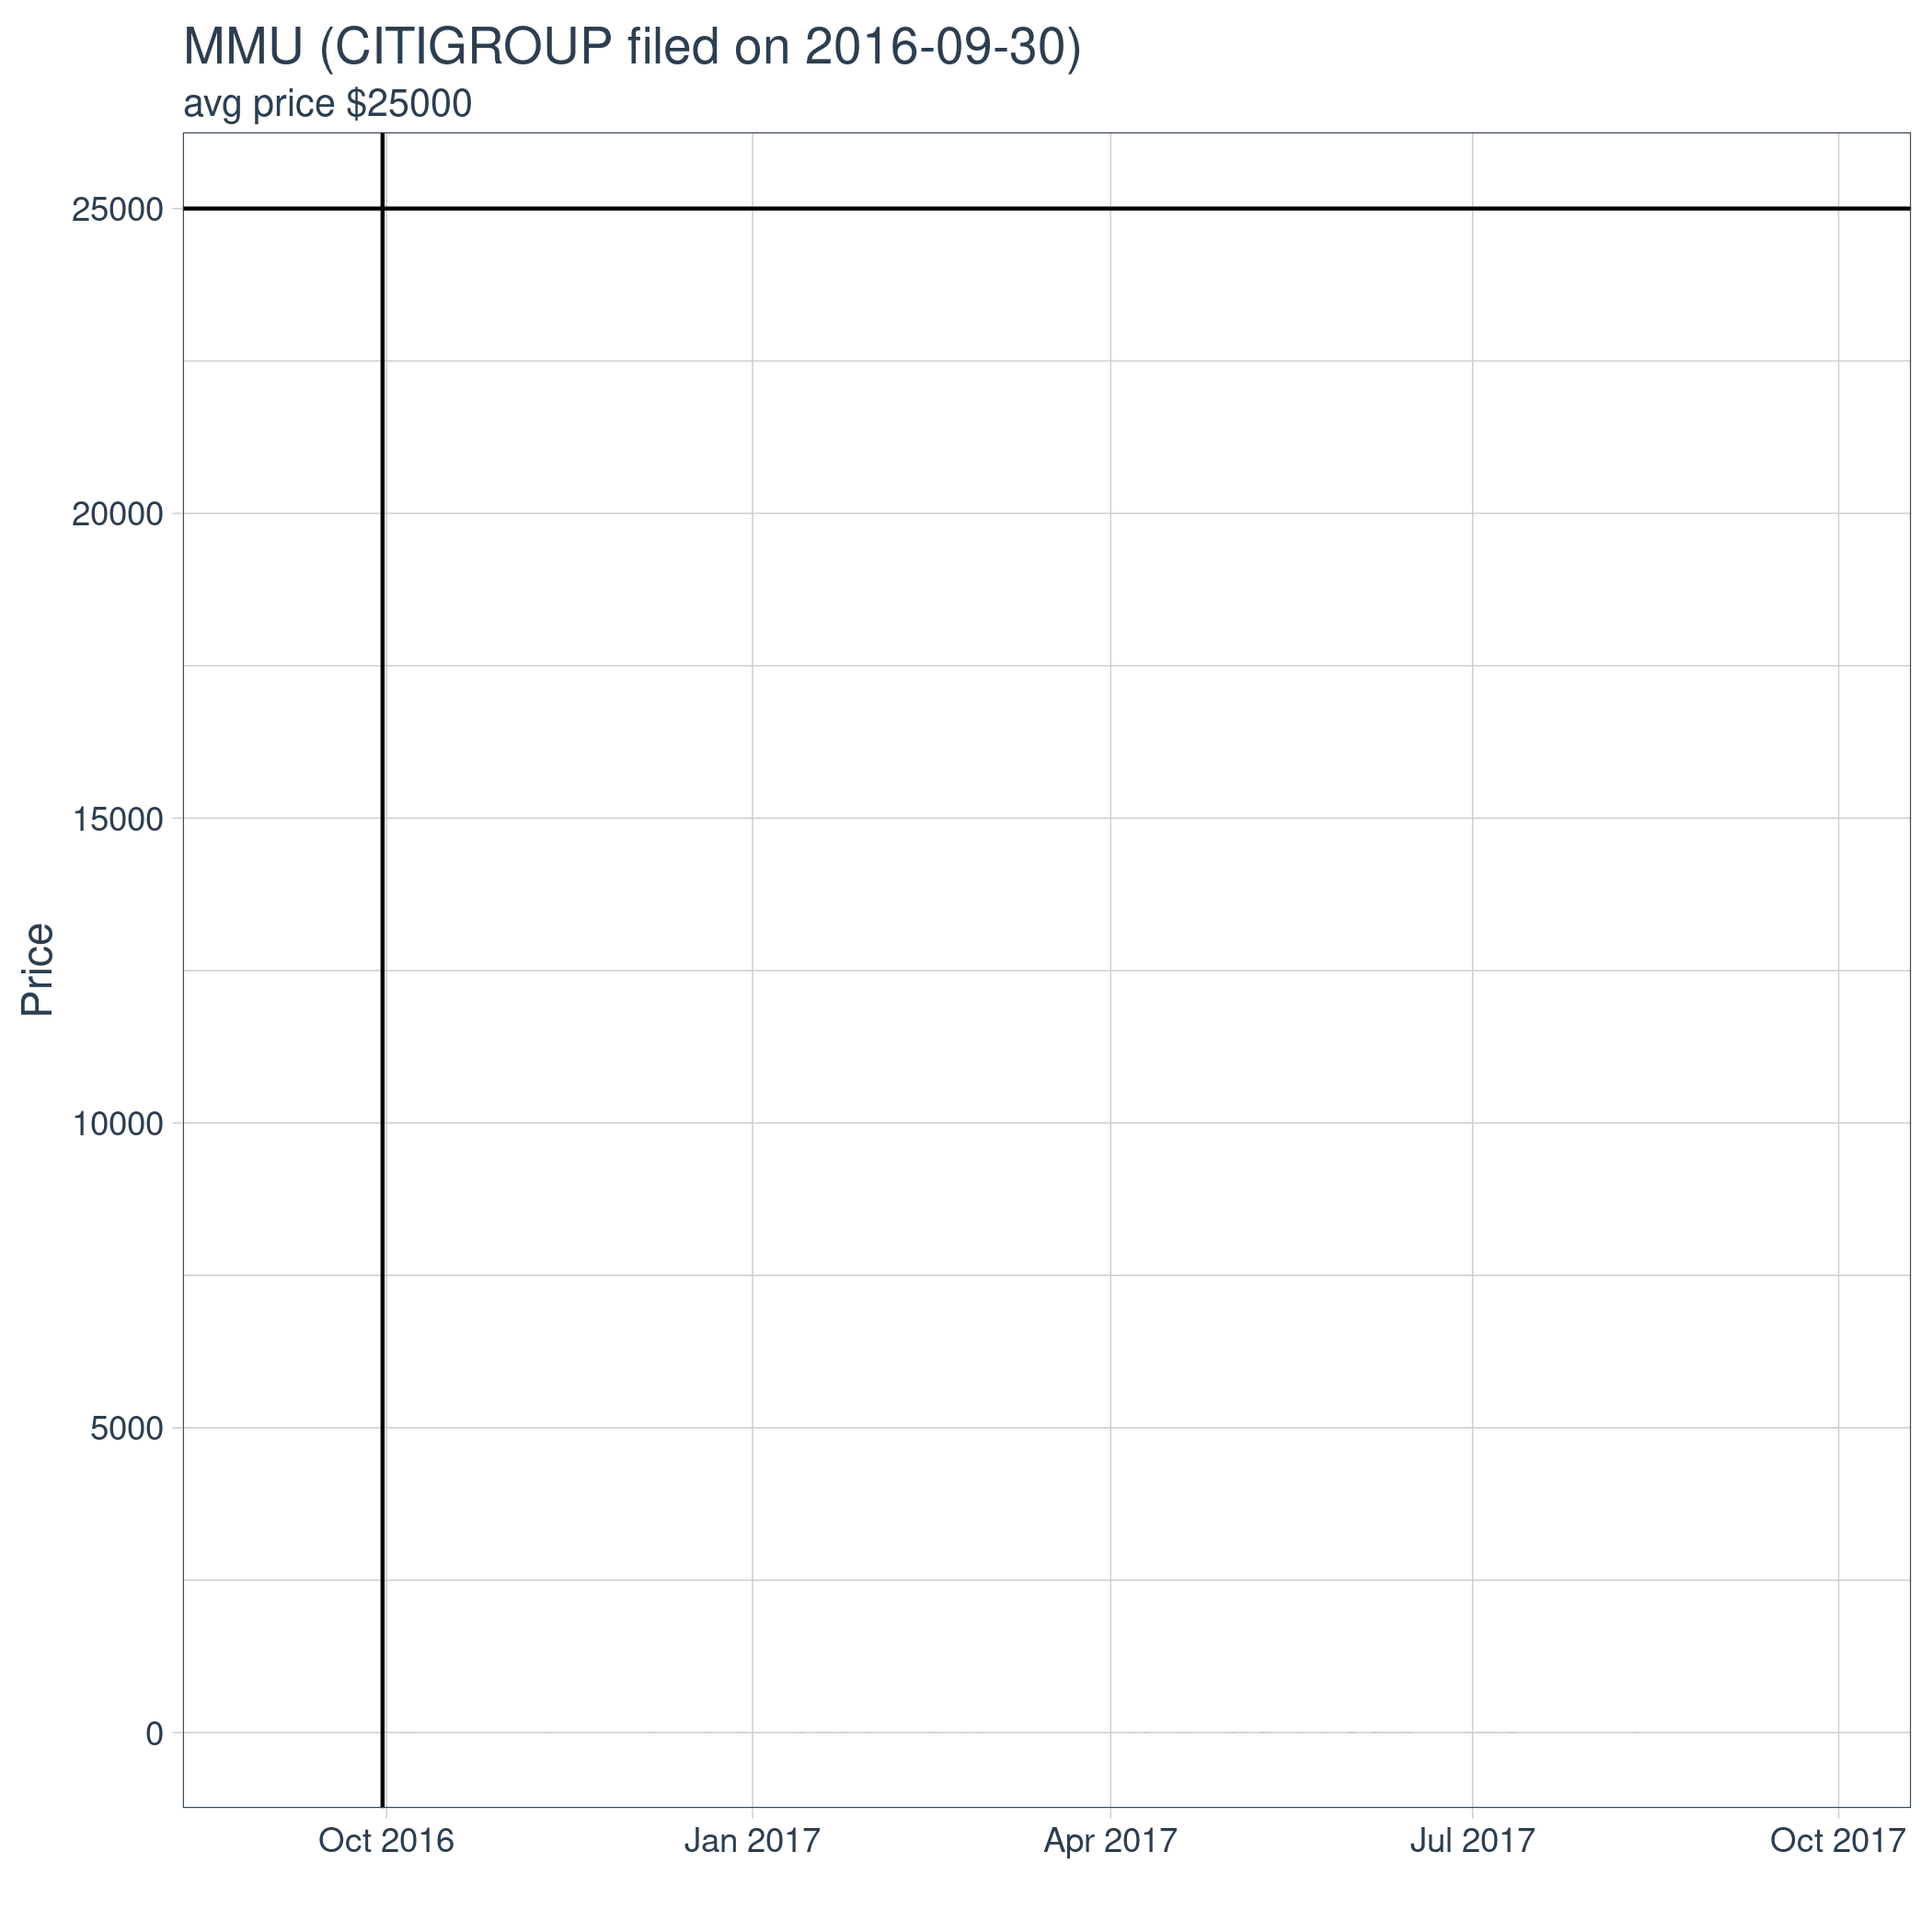 MMU (CITIGROUP filed on 2016-09-30)
avg price $25000
25000
20000
15000
10000
5000
0
Price
Oct 2016
Jan 2017
Apr 2017
Jul 2017
Oct 2017